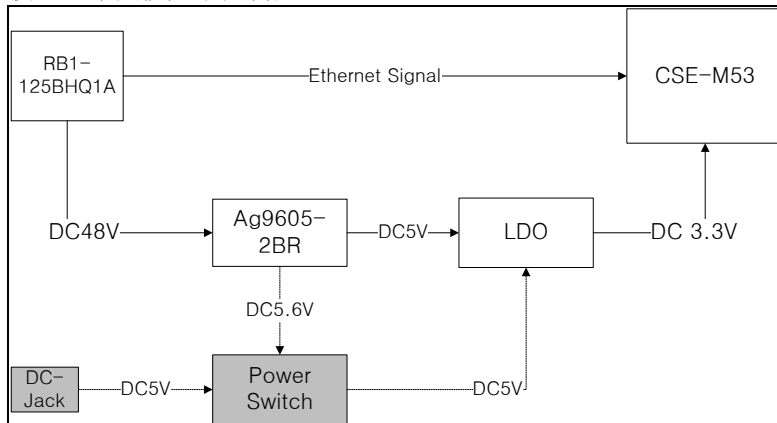 RB1-
125BHQ1A
Ethernet Signal
CSE-M53
DC48V
Ag9605-
2BR
DC5V
LDO
DC 3.3V
DC5.6V
DC-
Jack
DC5V
Power
Switch
DC5V